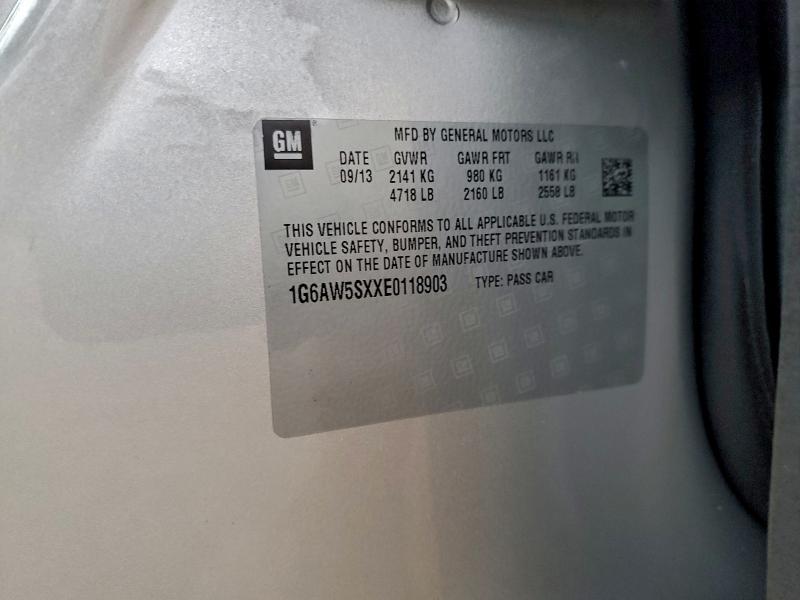 GM
MFD BY GENERAL MOTORS LLC
DATE GVWR GAWR FRT GAWR RN
09/13 2141 KG 980 KG 1161 KG
4718 LB 2160 LB 2558 LB
THIS VEHICLE CONFORMS TO ALL APPLICABLE U.S. FEDERAL MOTOR
VEHICLE SAFETY, BUMPER, AND THEFT PREVENTION STANDARDS IN
EFFECT ON THE DATE OF MANUFACTURE SHOWN ABOVE.
1G6AW5SXXE0118903 TYPE: PASS CAR